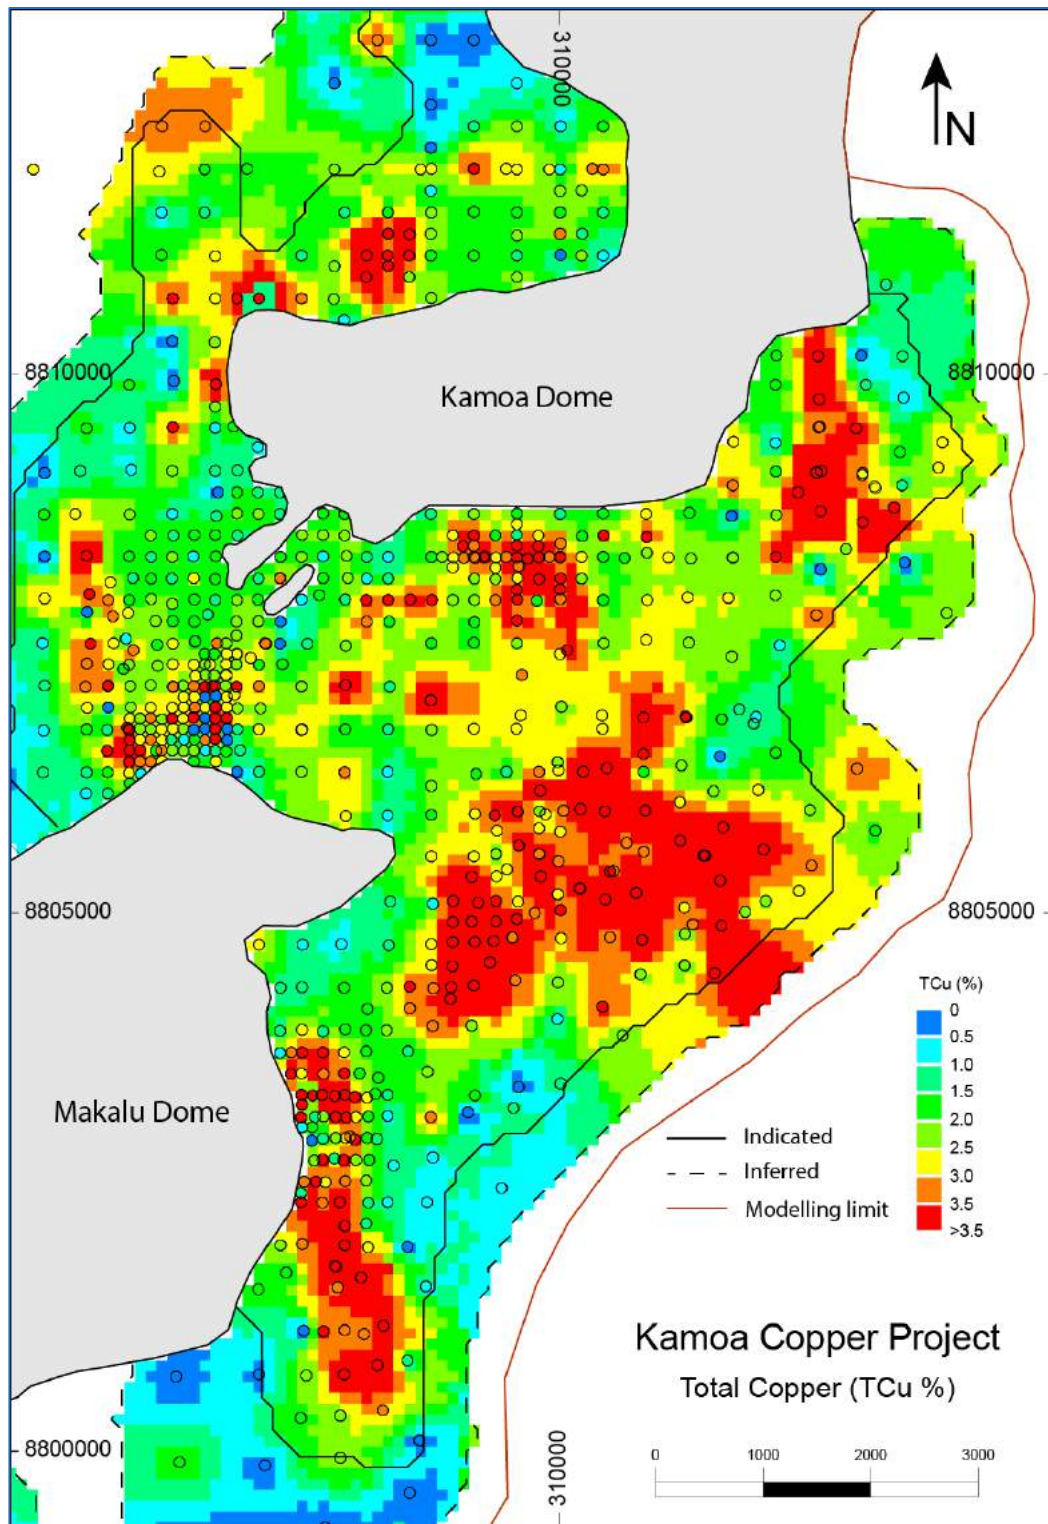 310000
N
8810000
8810000
Kamoa Dome
8805000
8805000
TCu (%)
0
0.5
1.0
1.5
2.0
2.5
3.0
3.5
>3.5
Makalu Dome
Indicated
Inferred
Modelling limit
Kamoa Copper Project
Total Copper (TCu %)
8800000
310000
0 1000 2000 3000